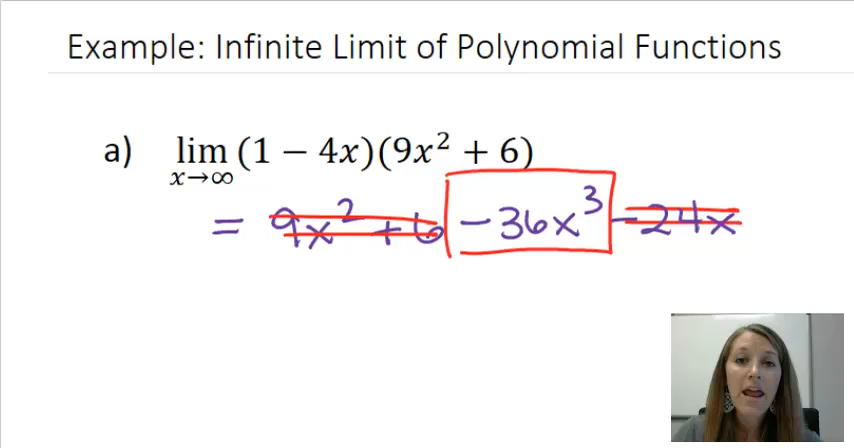 Example: Infinite Limit of Polynomial Functions
a) lim (1 − 4x)(9x² + 6)
x→∞
= 9x² + 6 − 36x³ − 24x